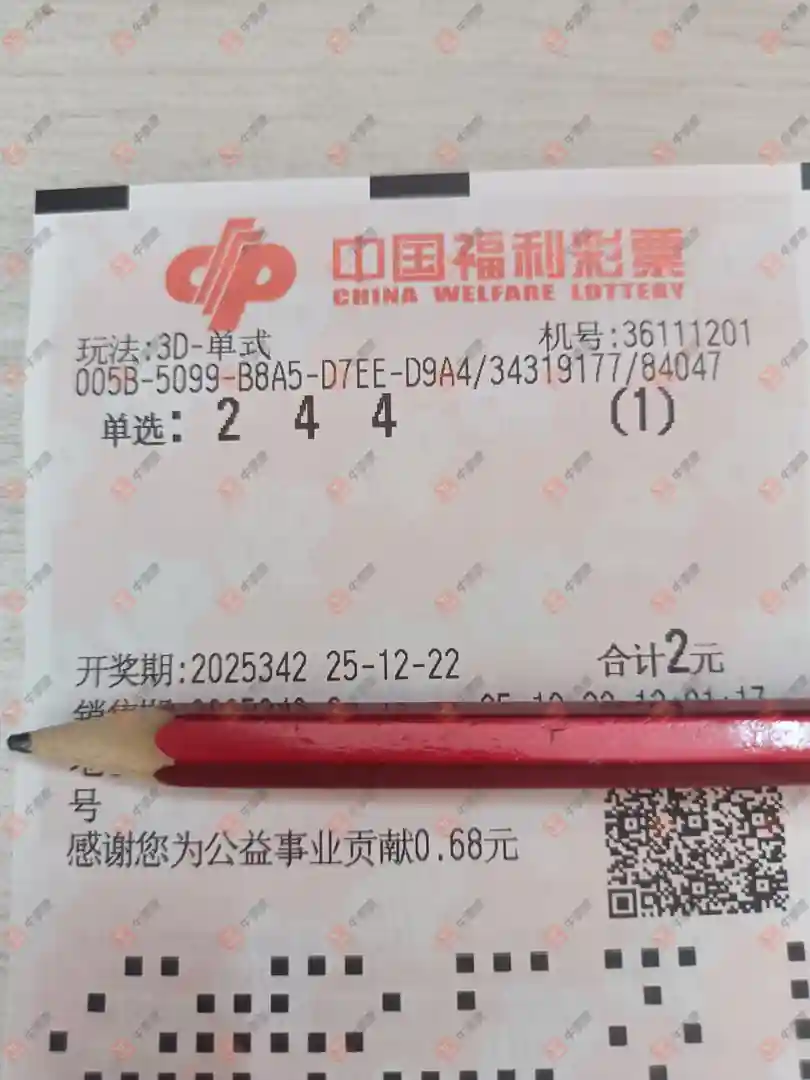 中国福利彩票
CHINA WELFARE LOTTERY
玩法:3D-单式 机号:36111201
005B-5099-B8A5-D7EE-D9A4/34319177/84047
单选: 2 4 4 (1)
开奖期:2025342 25-12-22 合计2元
号
感谢您为公益事业贡献0.68元